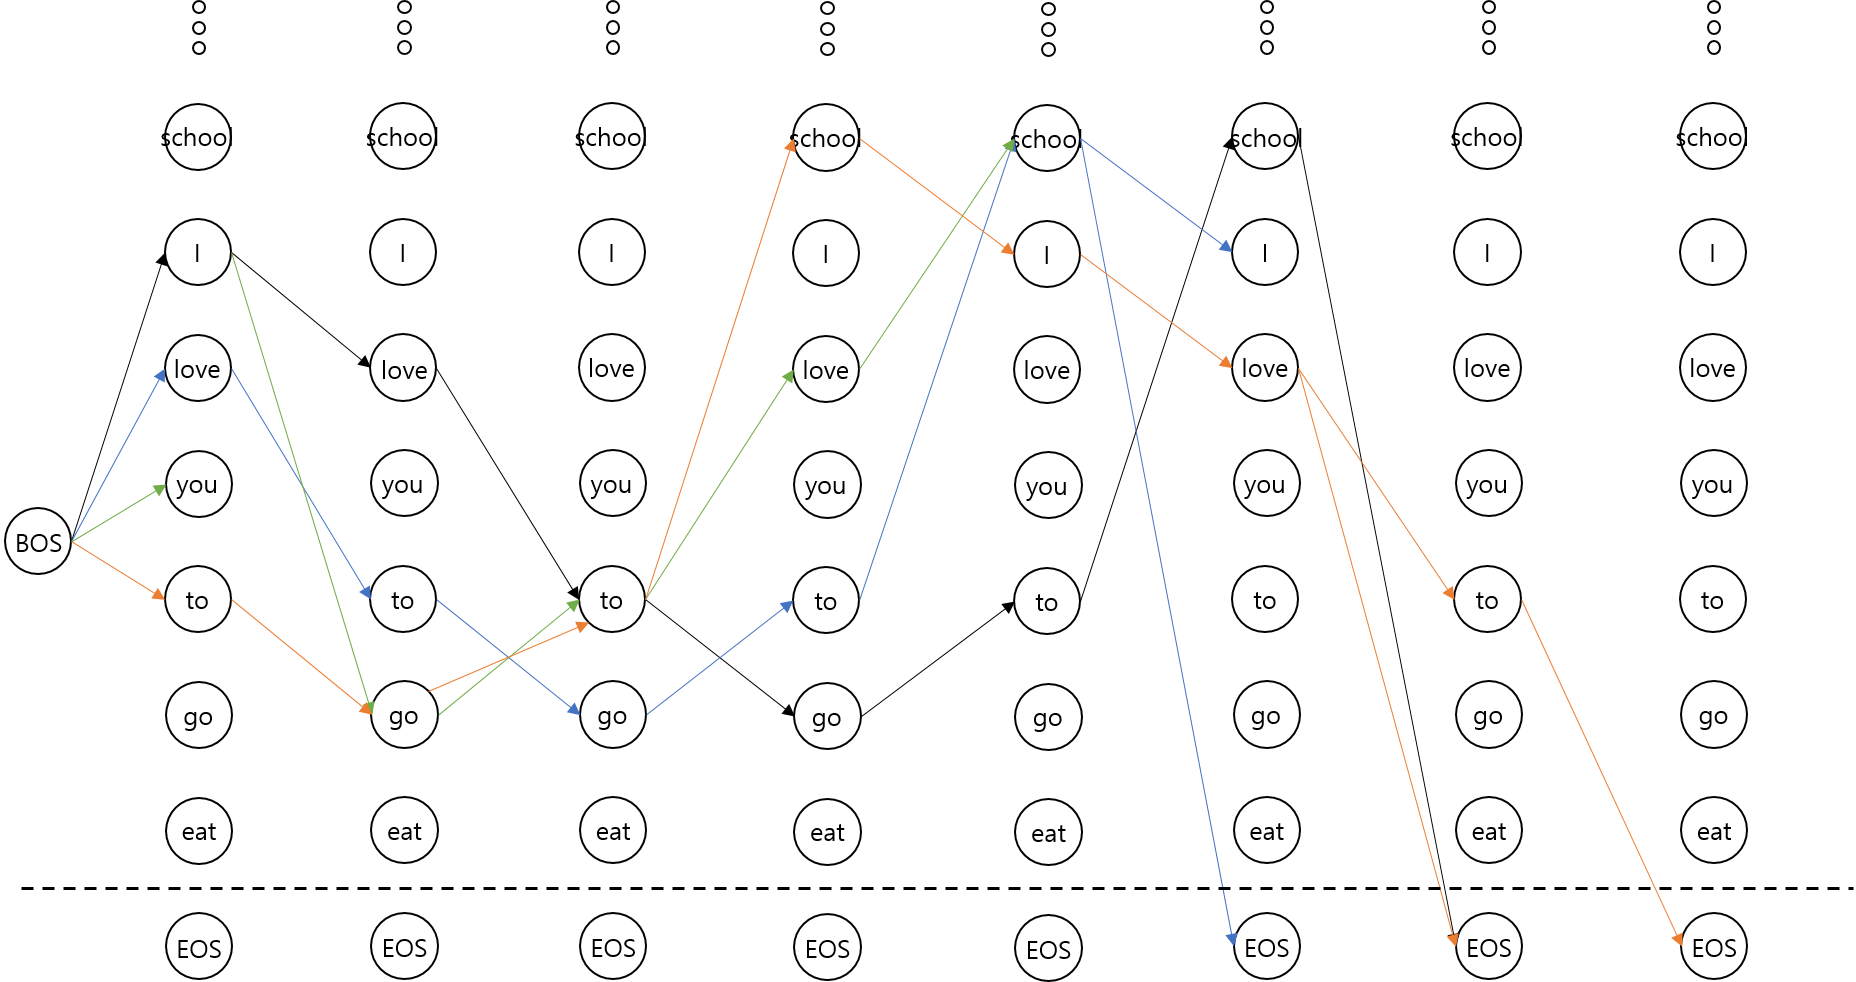 school school school school school school school school
I I I I I I I I
love love love love love love love love
you you you you you you you you
BOS
to to to to to to to to
go go go go go go go go
eat eat eat eat eat eat eat eat
EOS EOS EOS EOS EOS EOS EOS EOS